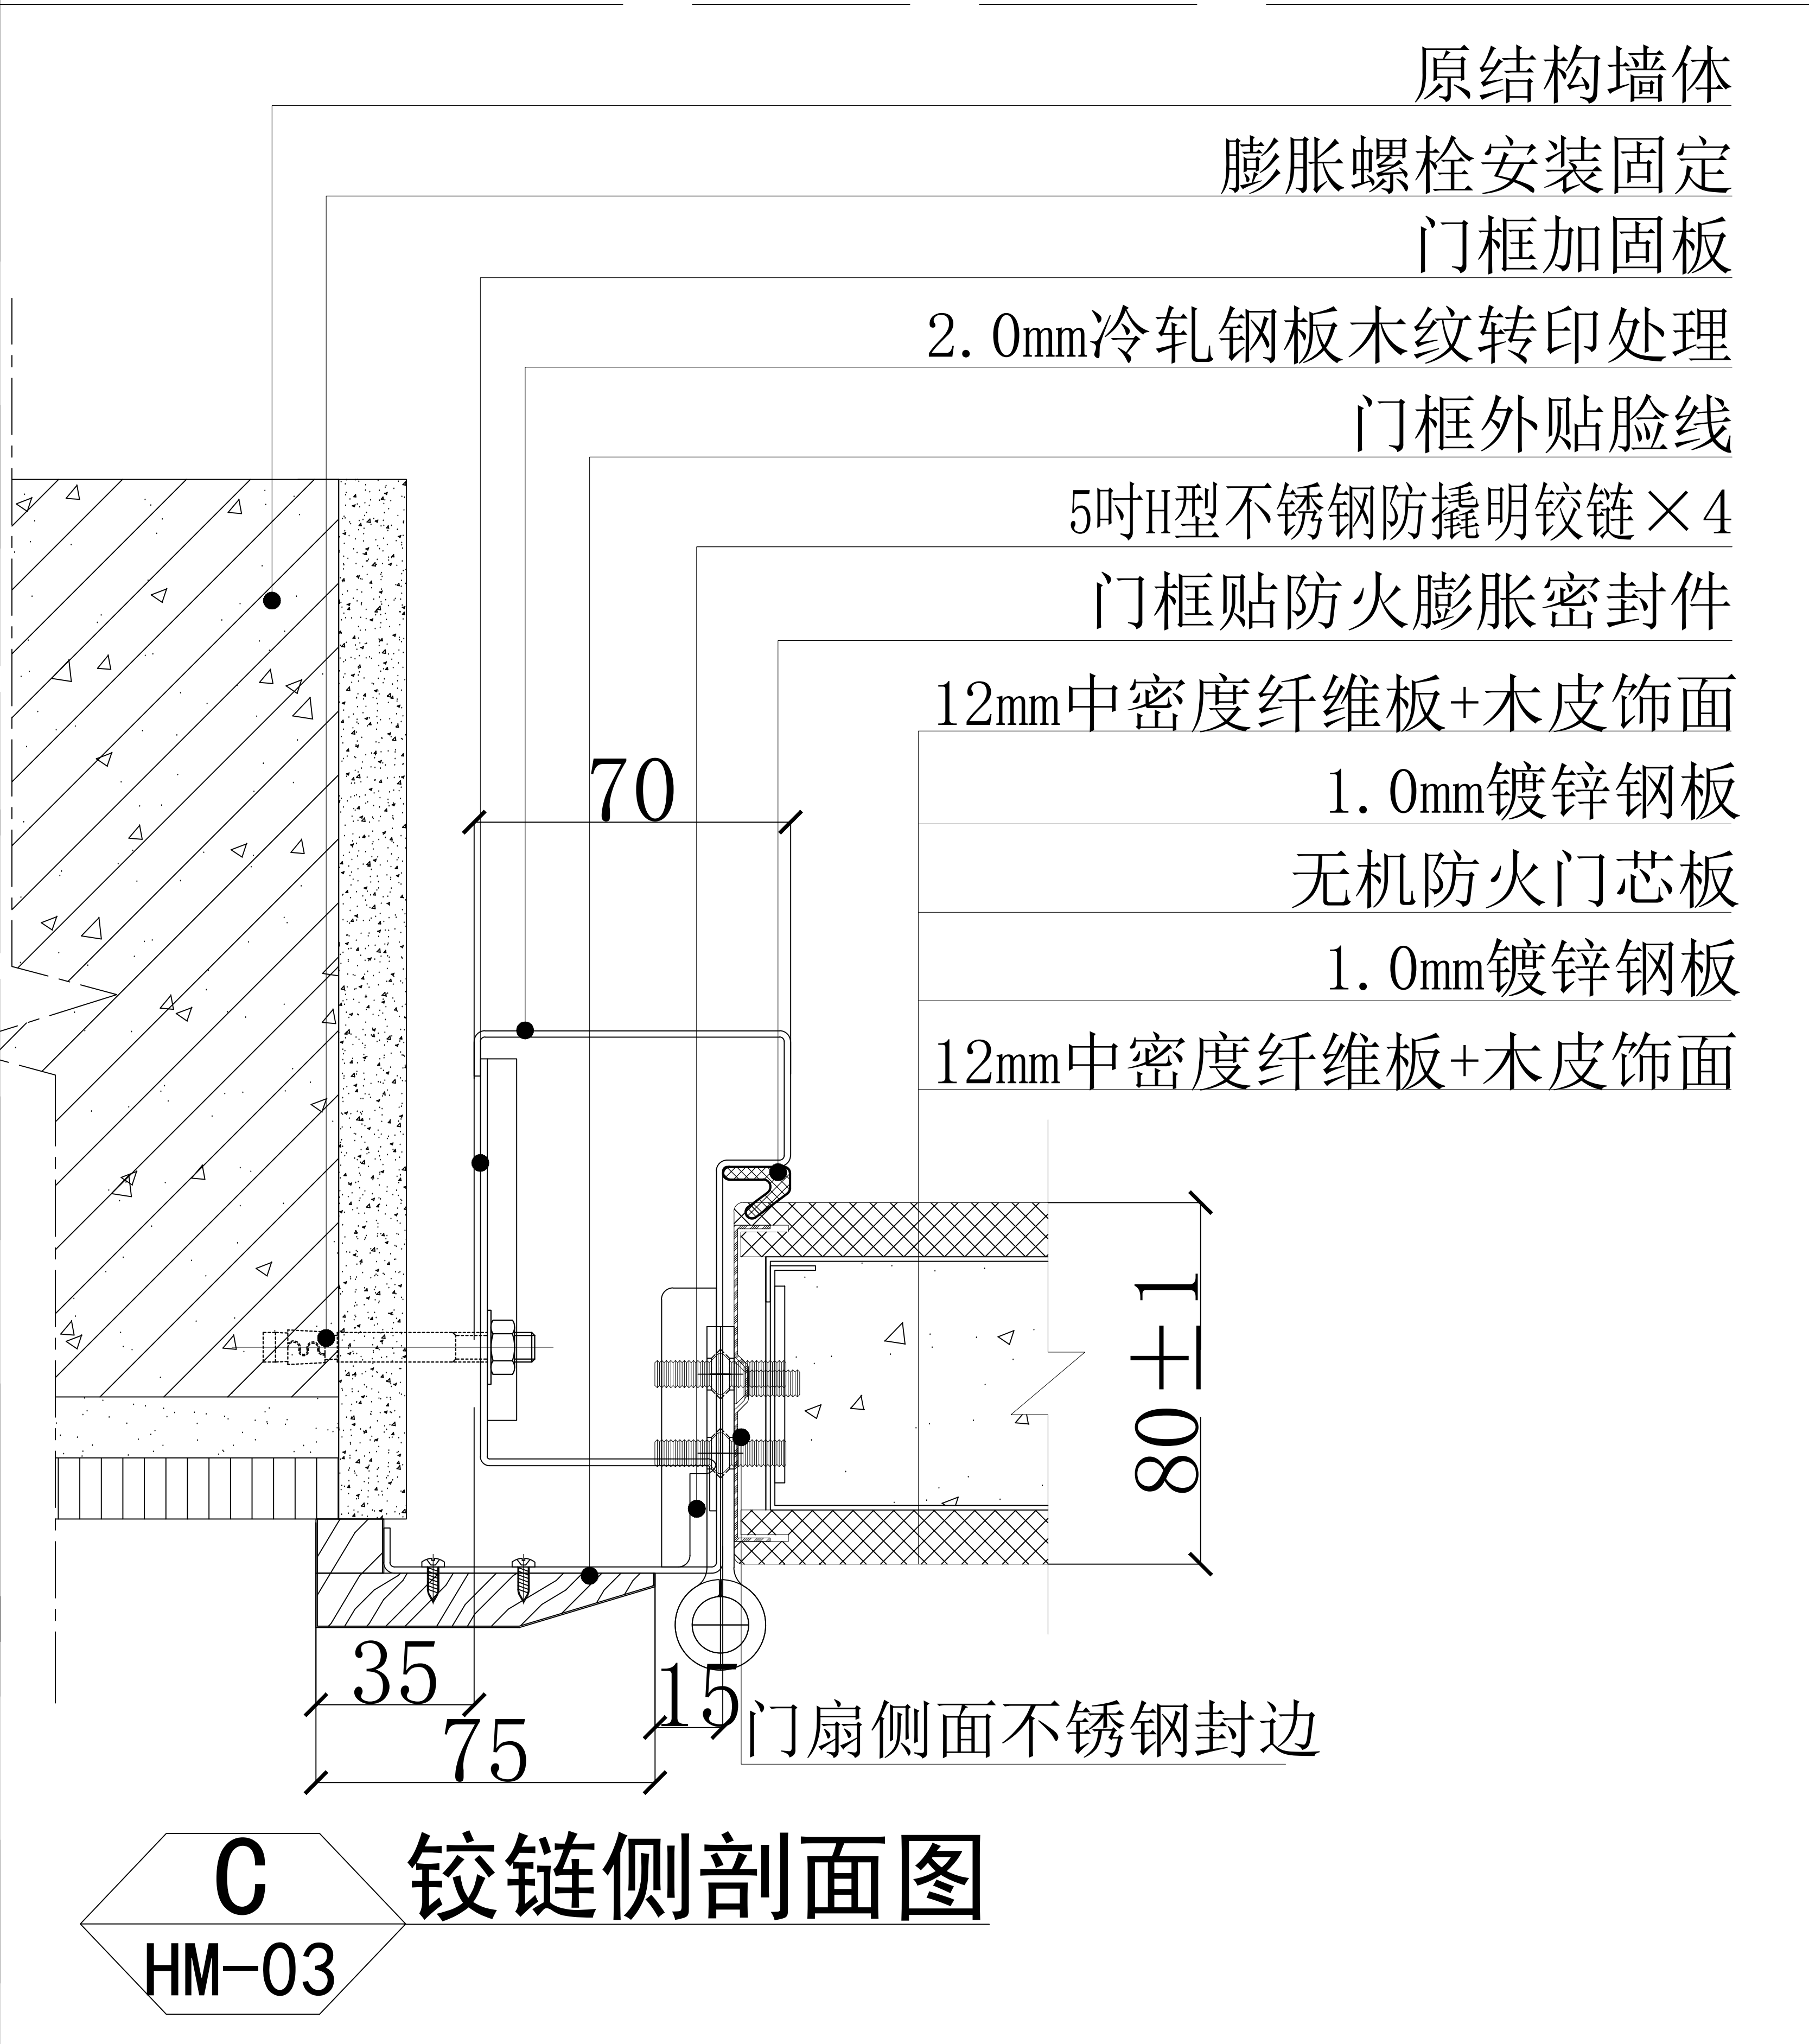 原结构墙体
膨胀螺栓安装固定
门框加固板
2.0mm冷轧钢板木纹转印处理
门框外贴脸线
5吋H型不锈钢防撬明铰链×4
门框贴防火膨胀密封件
12mm中密度纤维板+木皮饰面
70
1.0mm镀锌钢板
无机防火门芯板
1.0mm镀锌钢板
12mm中密度纤维板+木皮饰面
80±1
35
15
75
门扇侧面不锈钢封边
C
铰链侧剖面图
HM-03